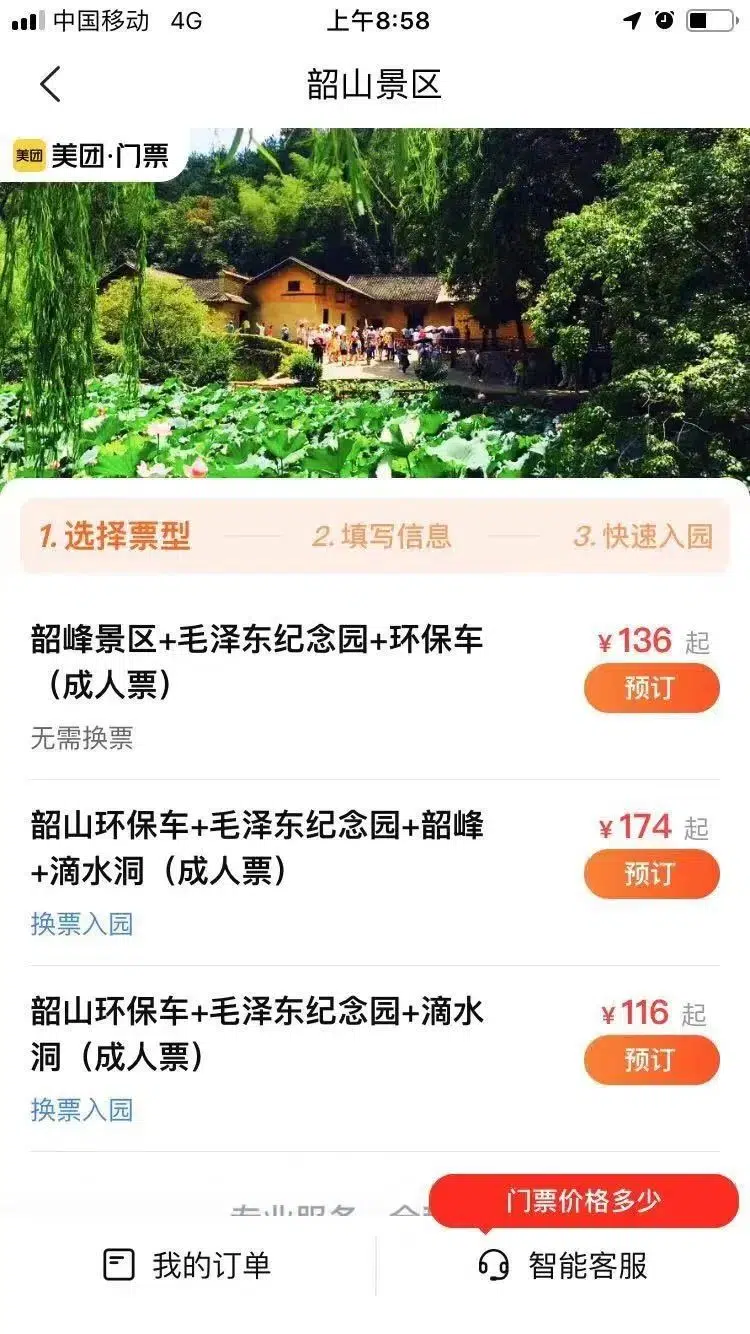 中国移动 4G 上午8:58
韶山景区
美团 美团·门票
1.选择票型 2.填写信息 3.快速入园
韶峰景区+毛泽东纪念园+环保车
（成人票）
¥136 起
预订
无需换票
韶山环保车+毛泽东纪念园+韶峰
+滴水洞（成人票）
¥174 起
预订
换票入园
韶山环保车+毛泽东纪念园+滴水
洞（成人票）
¥116 起
预订
换票入园
门票价格多少
我的订单 智能客服